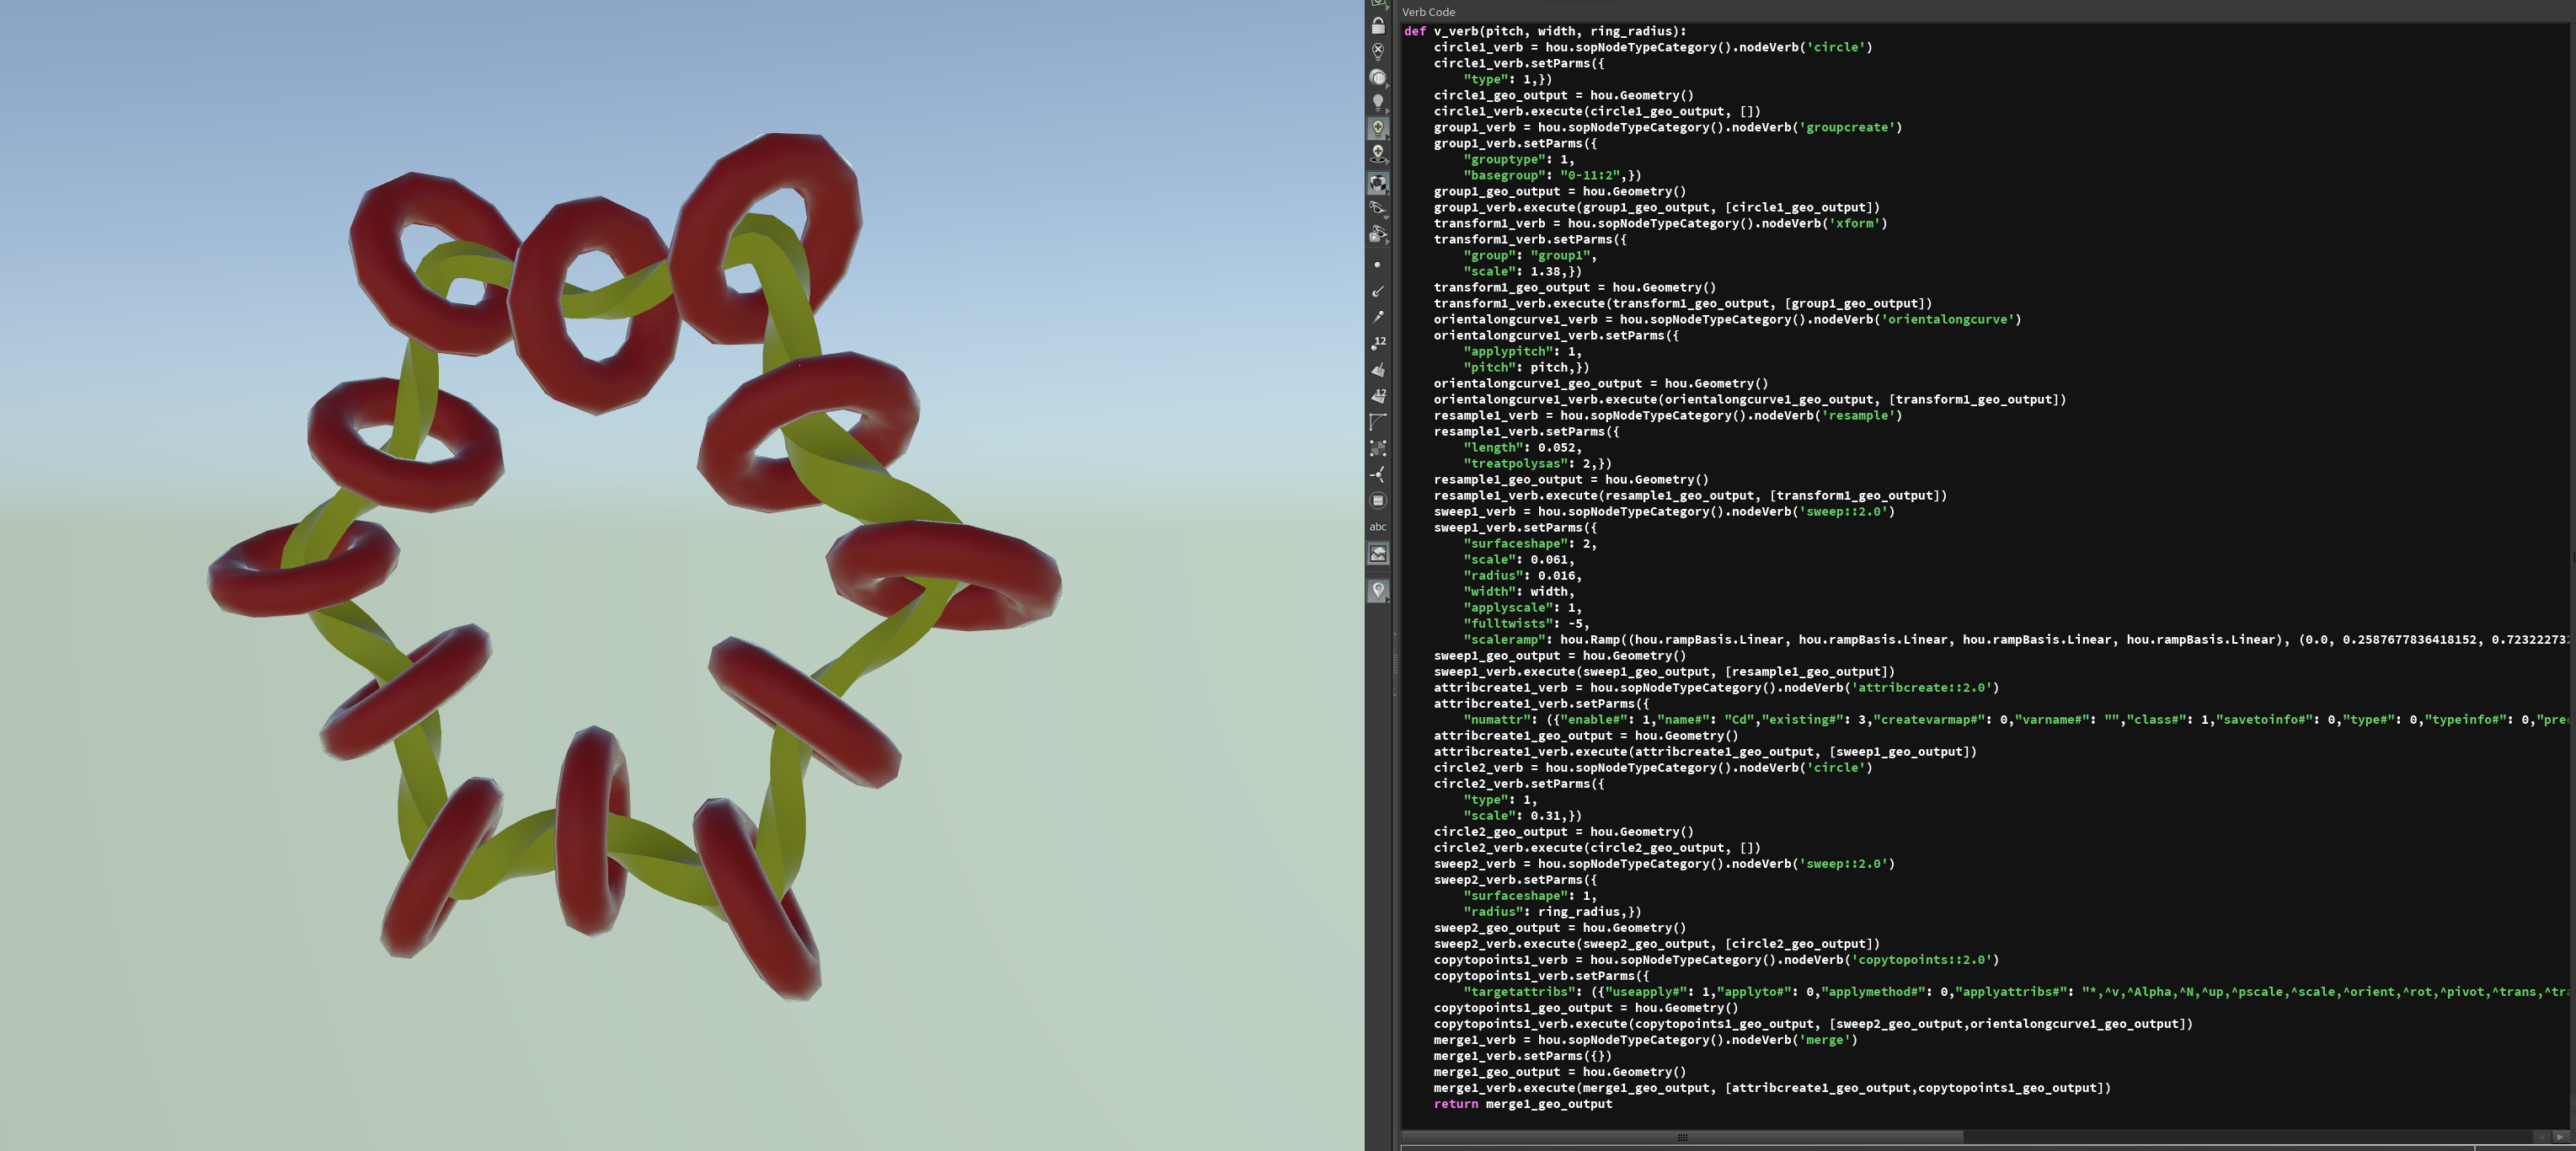 Verb Code
def v_verb(pitch, width, ring_radius):
    circle1_verb = hou.sopNodeTypeCategory().nodeVerb('circle')
    circle1_verb.setParms({
        "type": 1,})
    circle1_geo_output = hou.Geometry()
    circle1_verb.execute(circle1_geo_output, [])
    group1_verb = hou.sopNodeTypeCategory().nodeVerb('groupcreate')
    group1_verb.setParms({
        "grouptype": 1,
        "basegroup": "0-11:2",})
    group1_geo_output = hou.Geometry()
    group1_verb.execute(group1_geo_output, [circle1_geo_output])
    transform1_verb = hou.sopNodeTypeCategory().nodeVerb('xform')
    transform1_verb.setParms({
        "group": "group1",
        "scale": 1.38,})
    transform1_geo_output = hou.Geometry()
    transform1_verb.execute(transform1_geo_output, [group1_geo_output])
    orientalongcurve1_verb = hou.sopNodeTypeCategory().nodeVerb('orientalongcurve')
    orientalongcurve1_verb.setParms({
        "applypitch": 1,
        "pitch": pitch,})
    orientalongcurve1_geo_output = hou.Geometry()
    orientalongcurve1_verb.execute(orientalongcurve1_geo_output, [transform1_geo_output])
    resample1_verb = hou.sopNodeTypeCategory().nodeVerb('resample')
    resample1_verb.setParms({
        "length": 0.052,
        "treatpolysas": 2,})
    resample1_geo_output = hou.Geometry()
    resample1_verb.execute(resample1_geo_output, [transform1_geo_output])
    sweep1_verb = hou.sopNodeTypeCategory().nodeVerb('sweep::2.0')
    sweep1_verb.setParms({
        "surfaceshape": 2,
        "scale": 0.061,
        "radius": 0.016,
        "width": width,
        "applyscale": 1,
        "fulltwists": -5,
        "scaleramp": hou.Ramp((hou.rampBasis.Linear, hou.rampBasis.Linear, hou.rampBasis.Linear, hou.rampBasis.Linear), (0.0, 0.2587677836418152,
    sweep1_geo_output = hou.Geometry()
    sweep1_verb.execute(sweep1_geo_output, [resample1_geo_output])
    attribcreate1_verb = hou.sopNodeTypeCategory().nodeVerb('attribcreate::2.0')
    attribcreate1_verb.setParms({
        "numattr": ({"enable#": 1,"name#": "Cd","existing#": 3,"createvarmap#": 0,"varname#": "","class#": 1,"savetoinfo#": 0,"type#": 0,"typeinfo#": 0,
    attribcreate1_geo_output = hou.Geometry()
    attribcreate1_verb.execute(attribcreate1_geo_output, [sweep1_geo_output])
    circle2_verb = hou.sopNodeTypeCategory().nodeVerb('circle')
    circle2_verb.setParms({
        "type": 1,
        "scale": 0.31,})
    circle2_geo_output = hou.Geometry()
    circle2_verb.execute(circle2_geo_output, [])
    sweep2_verb = hou.sopNodeTypeCategory().nodeVerb('sweep::2.0')
    sweep2_verb.setParms({
        "surfaceshape": 1,
        "radius": ring_radius,})
    sweep2_geo_output = hou.Geometry()
    sweep2_verb.execute(sweep2_geo_output, [circle2_geo_output])
    copytopoints1_verb = hou.sopNodeTypeCategory().nodeVerb('copytopoints::2.0')
    copytopoints1_verb.setParms({
        "targetattribs": ({"useapply#": 1,"applyto#": 0,"applymethod#": 0,"applyattribs#": "*,^v,^Alpha,^N,^up,^pscale,^scale,^orient,^rot,^pivot,^trans,
    copytopoints1_geo_output = hou.Geometry()
    copytopoints1_verb.execute(copytopoints1_geo_output, [sweep2_geo_output,orientalongcurve1_geo_output])
    merge1_verb = hou.sopNodeTypeCategory().nodeVerb('merge')
    merge1_verb.setParms({})
    merge1_geo_output = hou.Geometry()
    merge1_verb.execute(merge1_geo_output, [attribcreate1_geo_output,copytopoints1_geo_output])
    return merge1_geo_output
12
12
abc